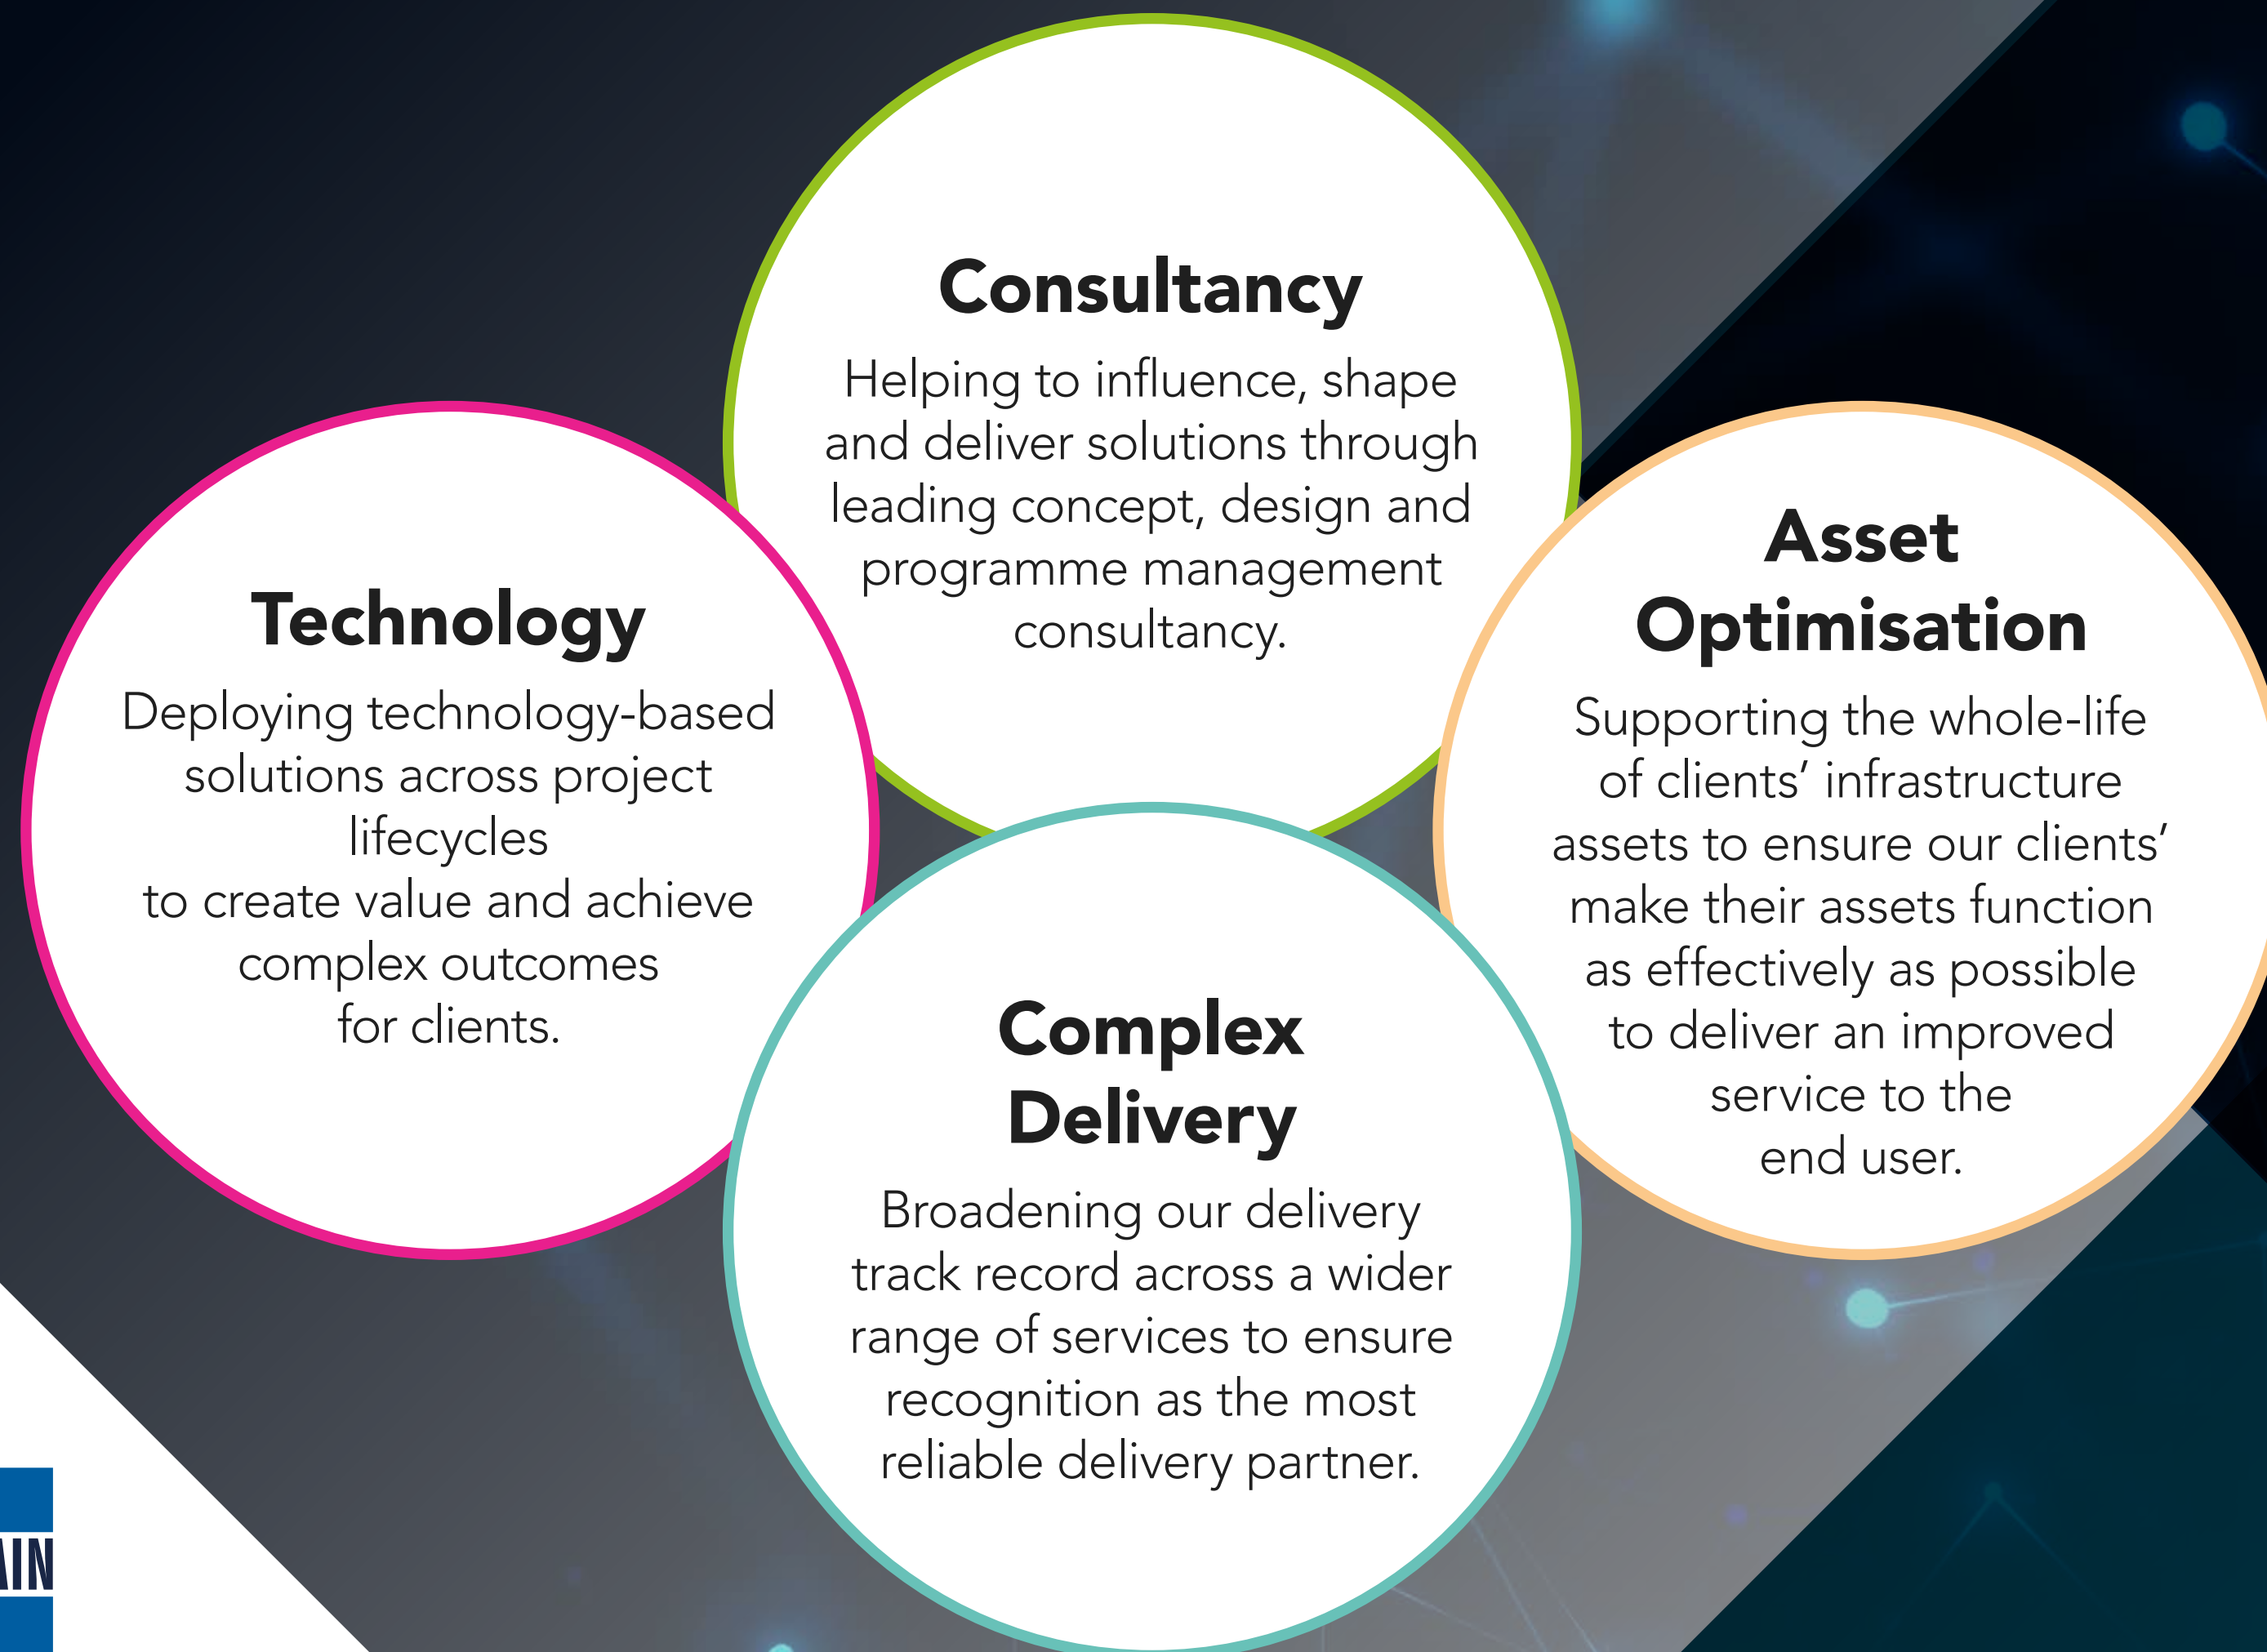 Consultancy
Helping to influence, shape
and deliver solutions through
leading concept, design and
programme management
consultancy.
Technology
Deploying technology-based
solutions across project
lifecycles
to create value and achieve
complex outcomes
for clients.
Asset
Optimisation
Supporting the whole-life
of clients’ infrastructure
assets to ensure our clients’
make their assets function
as effectively as possible
to deliver an improved
service to the
end user.
Complex
Delivery
Broadening our delivery
track record across a wider
range of services to ensure
recognition as the most
reliable delivery partner.